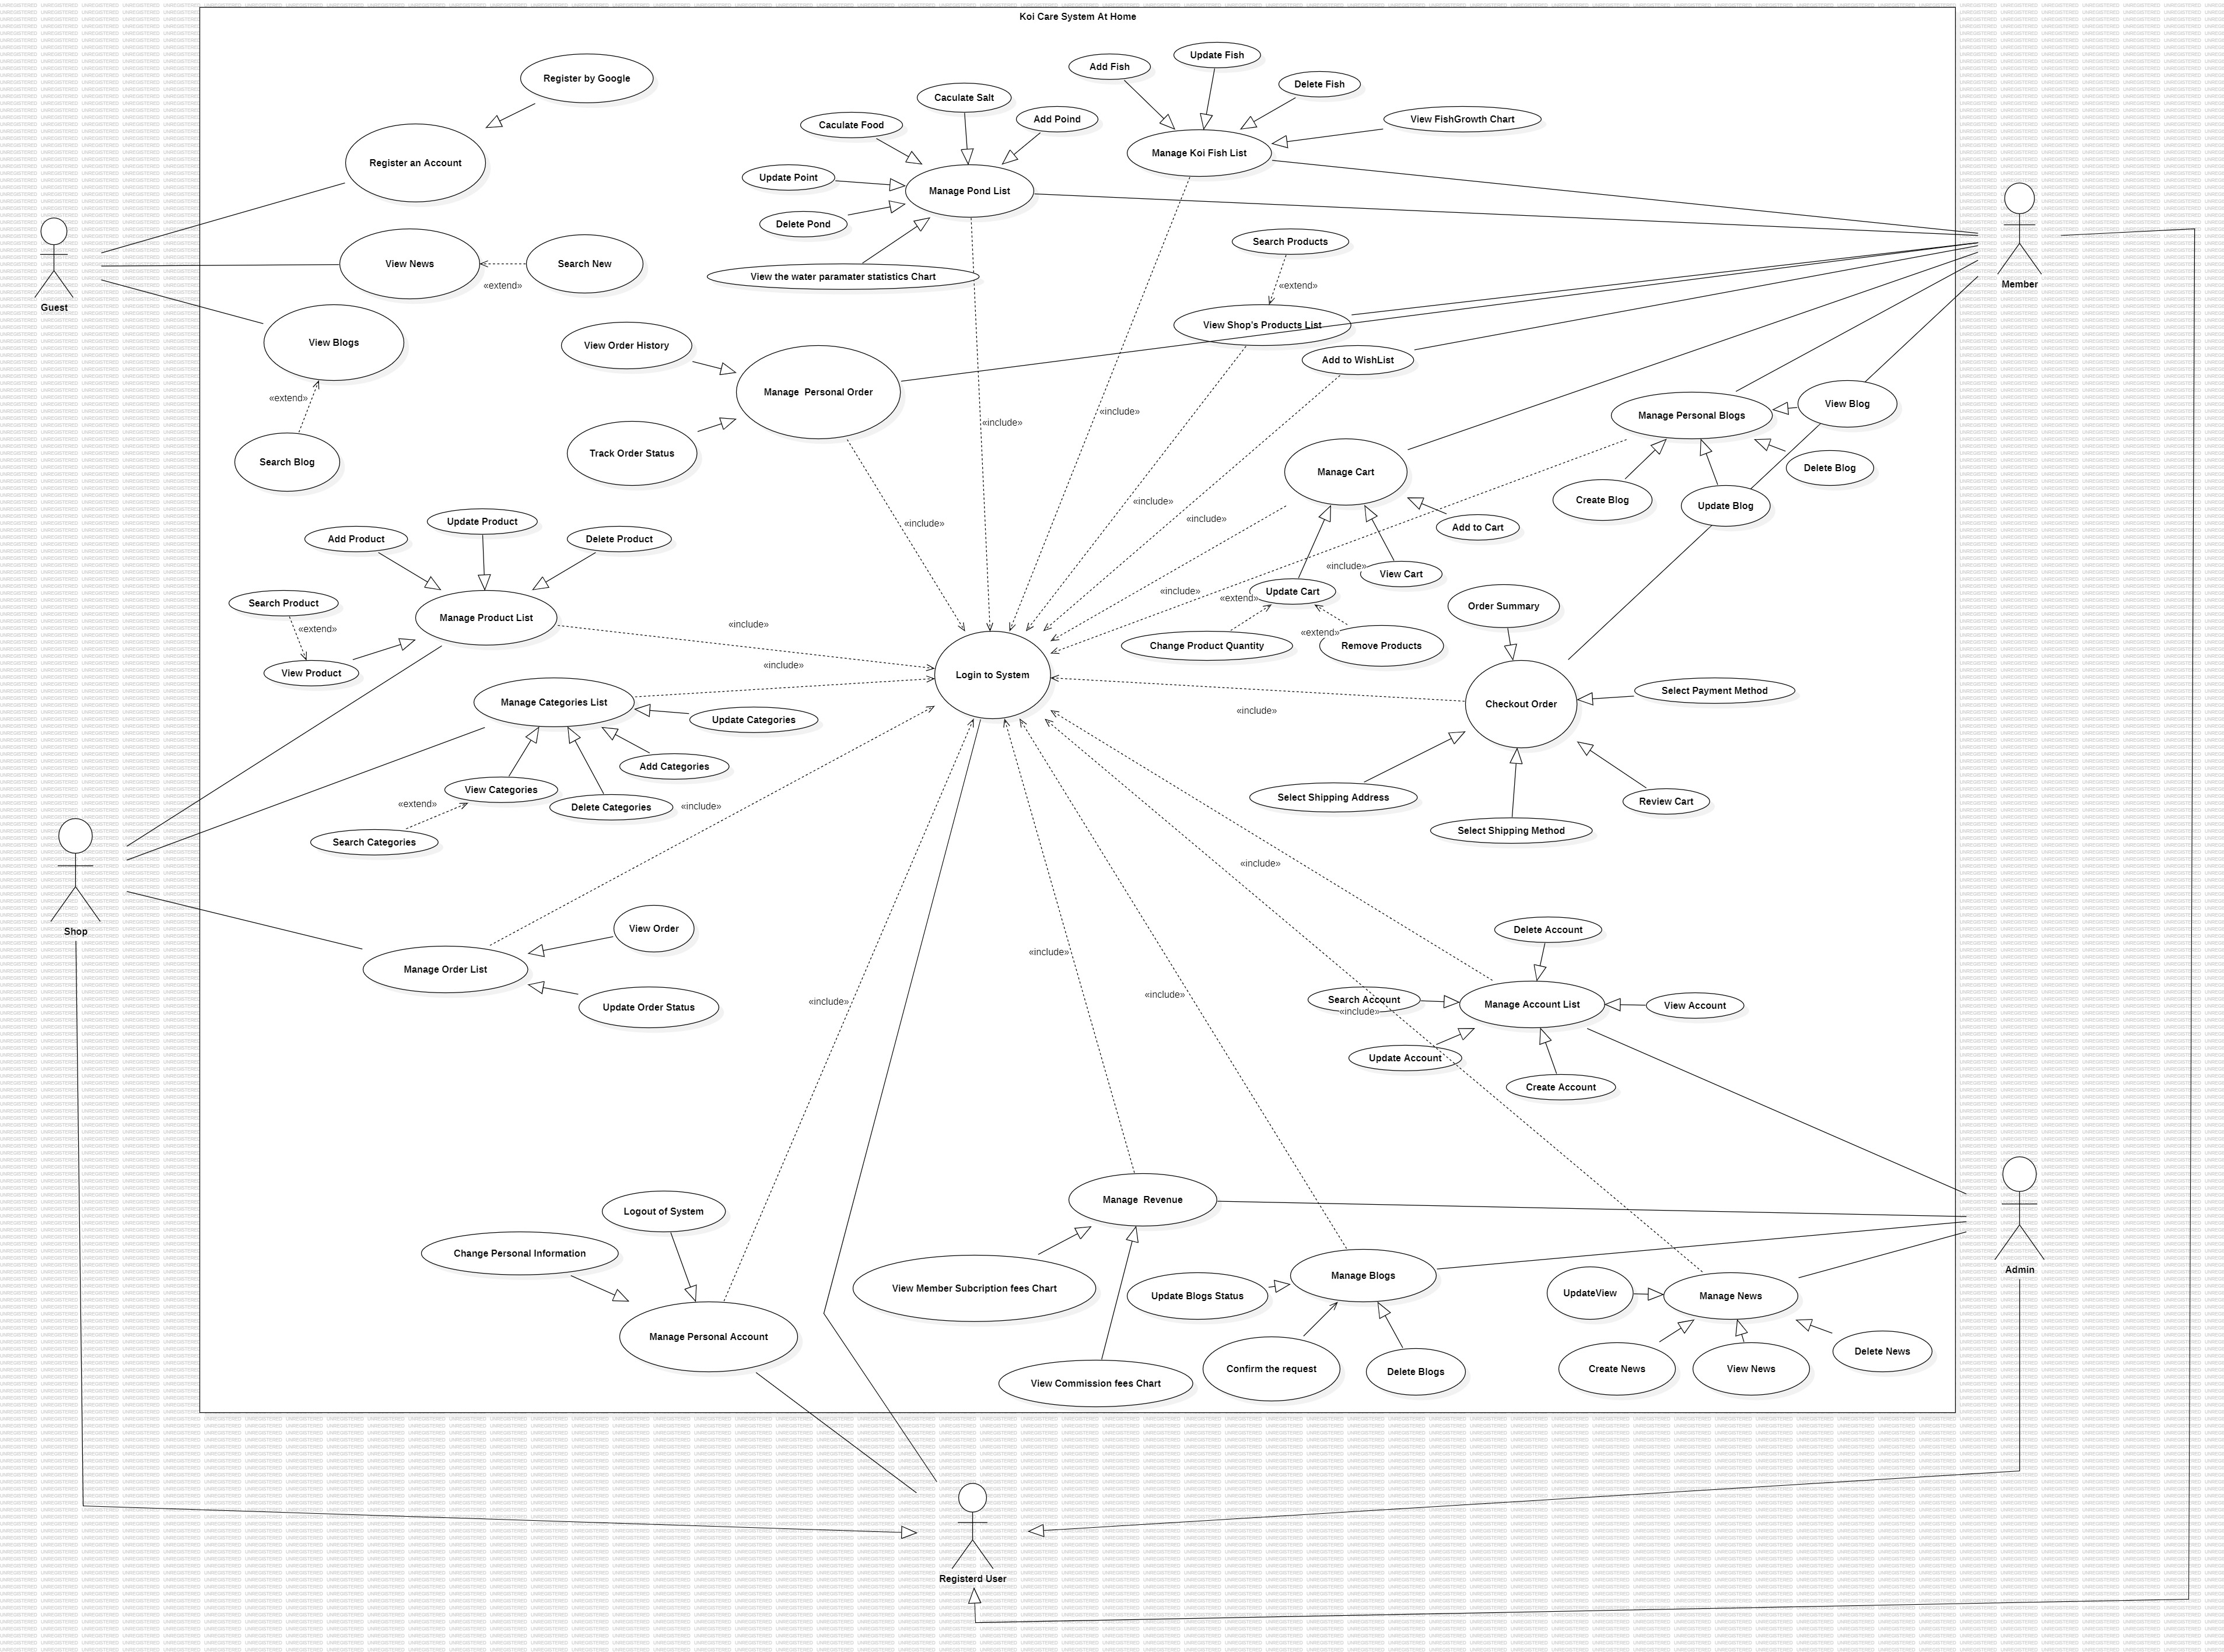 Koi Care System At Home
Register by Google
Register an Account
View News
Search New
«extend»
View Blogs
«extend»
Search Blog
Guest
Caculate Salt
Caculate Food
Add Poind
Update Point
Manage Pond List
Delete Pond
View the water paramater statistics Chart
Update Fish
Add Fish
Delete Fish
View FishGrowth Chart
Manage Koi Fish List
Member
Search Products
«extend»
View Shop's Products List
Add to WishList
View Order History
Manage  Personal Order
Track Order Status
«include»
«include»
«include»
«include»
«include»
Manage Personal Blogs
View Blog
Delete Blog
Create Blog
Update Blog
Manage Cart
Add to Cart
View Cart
«include»
«include»
Update Cart
«extend»
«extend»
Change Product Quantity
Remove Products
Update Product
Add Product
Delete Product
Search Product
«extend»
View Product
Manage Product List
«include»
«include»
Login to System
Manage Categories List
Update Categories
Add Categories
View Categories
Delete Categories
«extend»
Search Categories
«include»
Order Summary
Select Payment Method
Checkout Order
«include»
Select Shipping Address
Review Cart
Select Shipping Method
Shop
View Order
Manage Order List
Update Order Status
«include»
«include»
«include»
«include»
«include»
Delete Account
Search Account
Manage Account List
View Account
Update Account
Create Account
Logout of System
Change Personal Information
Manage Personal Account
Manage  Revenue
View Member Subcription fees Chart
View Commission fees Chart
Manage Blogs
Update Blogs Status
Confirm the request
Delete Blogs
UpdateView
Manage News
Create News
View News
Delete News
Admin
Registerd User
UNREGISTERED